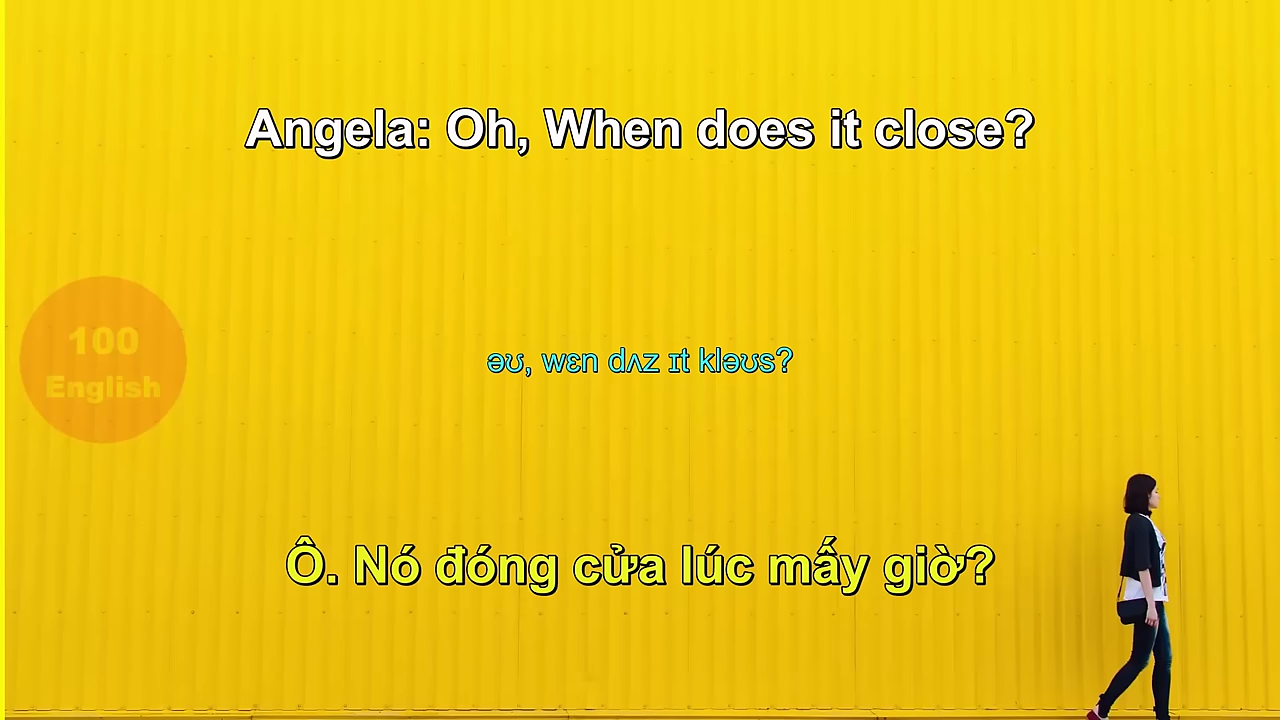 Angela: Oh, When does it close?
100
English
əʊ, wɛn dʌz ɪt kləʊs?
Ô. Nó đóng cửa lúc mấy giờ?